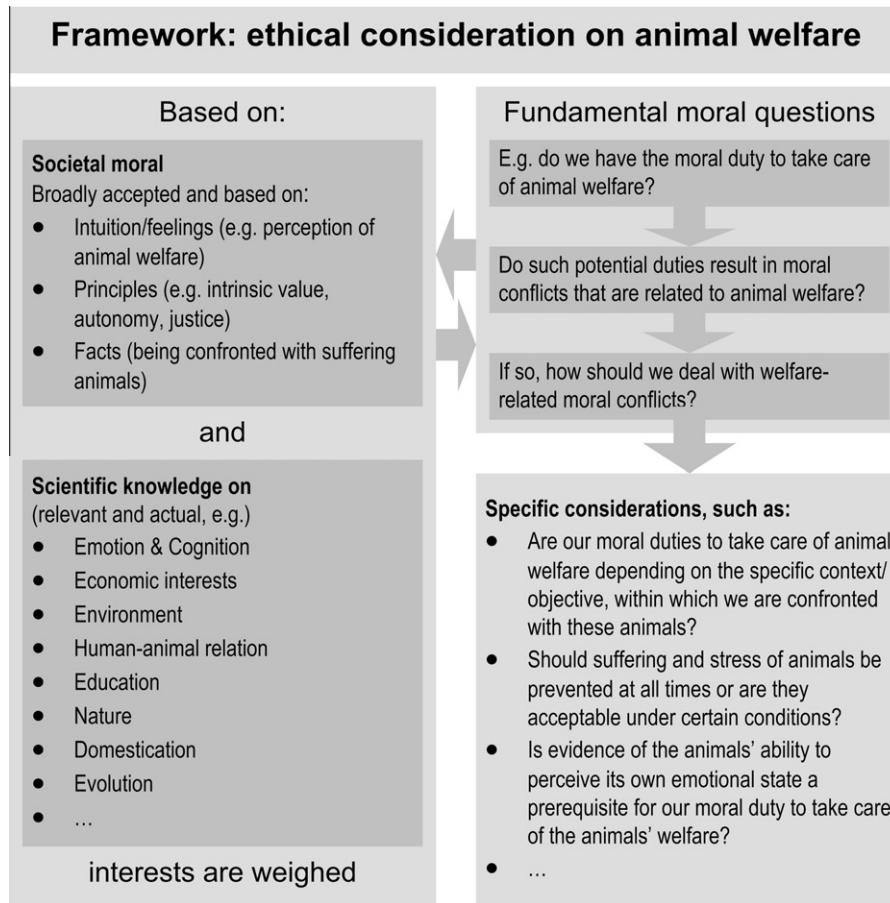 Framework: ethical consideration on animal welfare
Based on:
Societal moral
Broadly accepted and based on:
● Intuition/feelings (e.g. perception of
animal welfare)
● Principles (e.g. intrinsic value,
autonomy, justice)
● Facts (being confronted with suffering
animals)
and
Scientific knowledge on
(relevant and actual, e.g.)
● Emotion & Cognition
● Economic interests
● Environment
● Human-animal relation
● Education
● Nature
● Domestication
● Evolution
● …
interests are weighed
Fundamental moral questions
E.g. do we have the moral duty to take care
of animal welfare?
Do such potential duties result in moral
conflicts that are related to animal welfare?
If so, how should we deal with welfare-
related moral conflicts?
Specific considerations, such as:
● Are our moral duties to take care of animal
welfare depending on the specific context/
objective, within which we are confronted
with these animals?
● Should suffering and stress of animals be
prevented at all times or are they
acceptable under certain conditions?
● Is evidence of the animals’ ability to
perceive its own emotional state a
prerequisite for our moral duty to take care
of the animals’ welfare?
● …